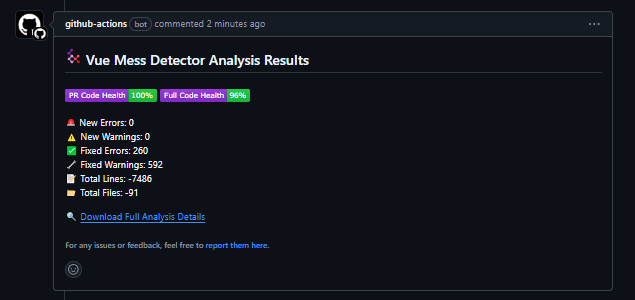 github-actions bot commented 2 minutes ago ...
Vue Mess Detector Analysis Results
PR Code Health 100% Full Code Health 96%
🚨 New Errors: 0
⚠️ New Warnings: 0
✅ Fixed Errors: 260
🦯 Fixed Warnings: 592
📝 Total Lines: -7486
📂 Total Files: -91
🔍 Download Full Analysis Details
For any issues or feedback, feel free to report them here.